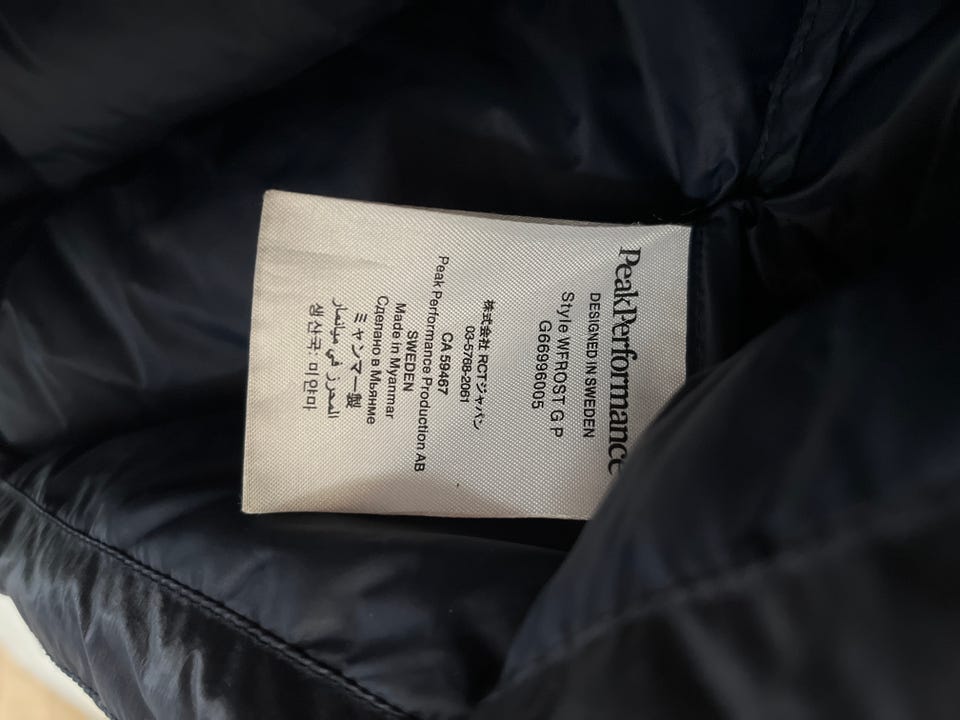 PeakPerformance
DESIGNED IN SWEDEN
Style WFROST G P
G66996005
株式会社 RCTジャパン
03-5768-2061
CA 59467
Peak Performance Production AB
SWEDEN
Made in Myanmar
Сделано в Мьянме
ミャンマー製
المحرز في ميانمار
생산국: 미얀마